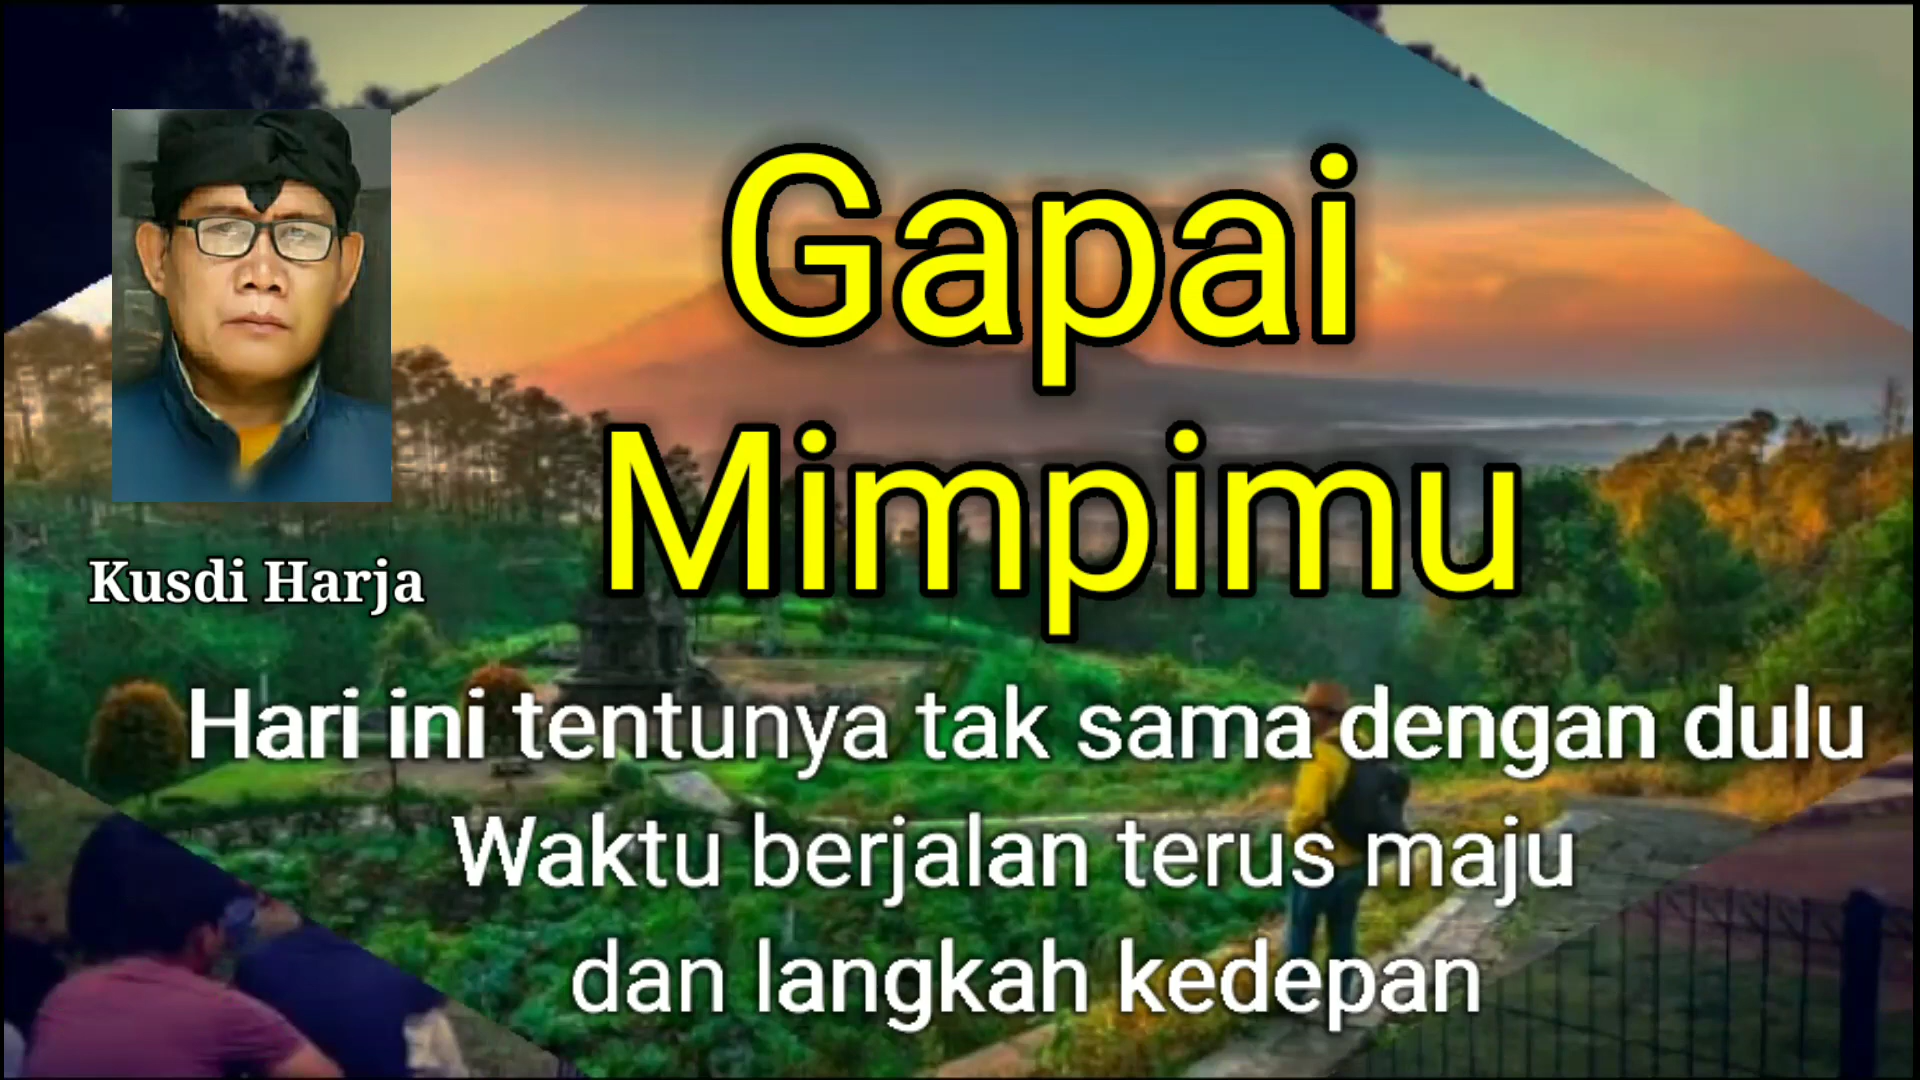 Gapai
Mimpimu
Kusdi Harja
Hari ini tentunya tak sama dengan dulu
Waktu berjalan terus maju
dan langkah kedepan